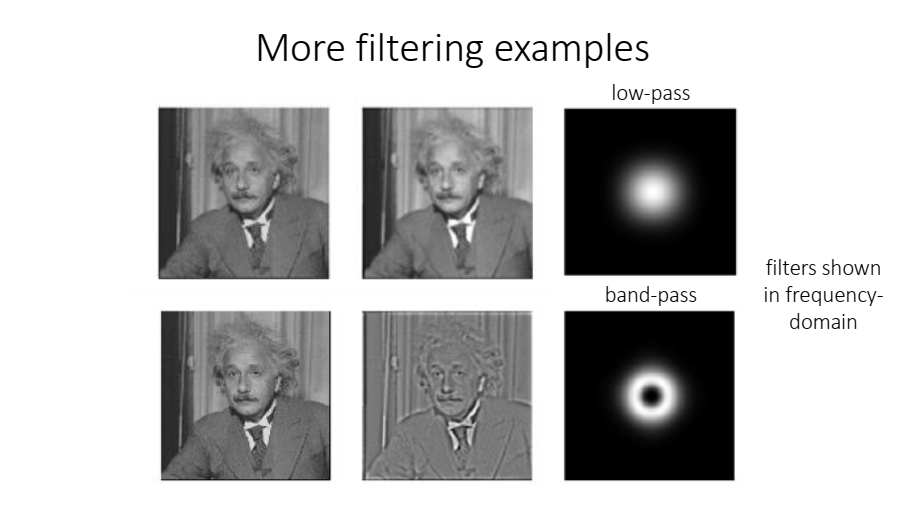 More filtering examples
low-pass
band-pass
filters shown
in frequency-
domain